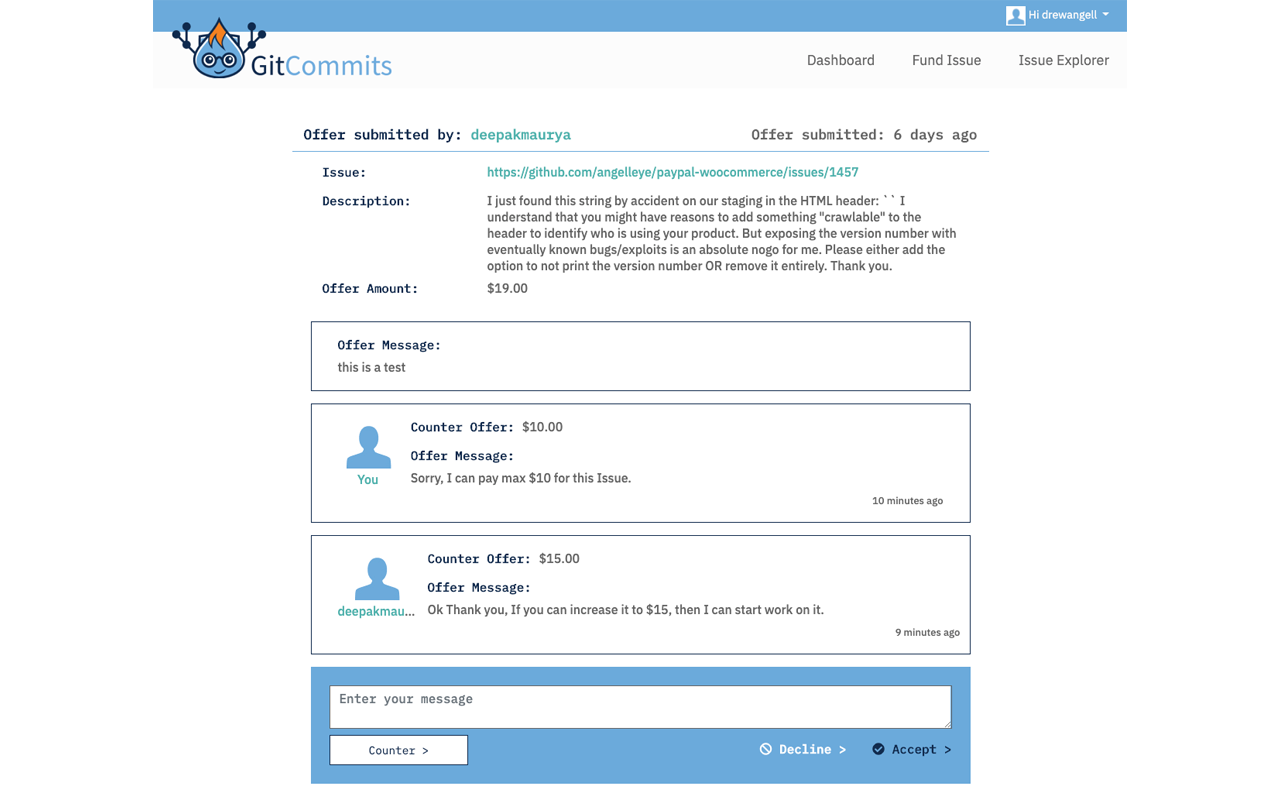 Hi drewangell
GitCommits
Dashboard Fund Issue Issue Explorer
Offer submitted by: deepakmaurya Offer submitted: 6 days ago
Issue: https://github.com/angelleye/paypal-woocommerce/issues/1457
Description: I just found this string by accident on our staging in the HTML header: ` ` I
understand that you might have reasons to add something "crawlable" to the
header to identify who is using your product. But exposing the version number with
eventually known bugs/exploits is an absolute nogo for me. Please either add the
option to not print the version number OR remove it entirely. Thank you.
Offer Amount: $19.00
Offer Message:
this is a test
Counter Offer: $10.00
Offer Message:
You
Sorry, I can pay max $10 for this Issue.
10 minutes ago
Counter Offer: $15.00
Offer Message:
deepakmau...
Ok Thank you, If you can increase it to $15, then I can start work on it.
9 minutes ago
Enter your message
Counter > Decline > Accept >